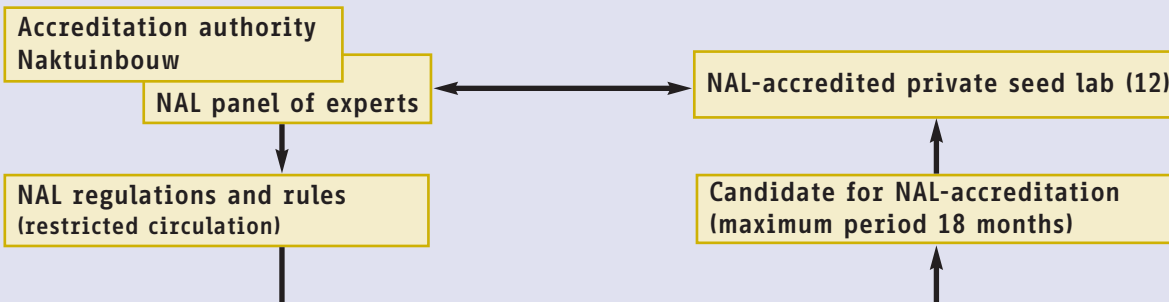 Accreditation authority
Naktuinbouw
NAL panel of experts
NAL-accredited private seed lab (12)
NAL regulations and rules
(restricted circulation)
Candidate for NAL-accreditation
(maximum period 18 months)